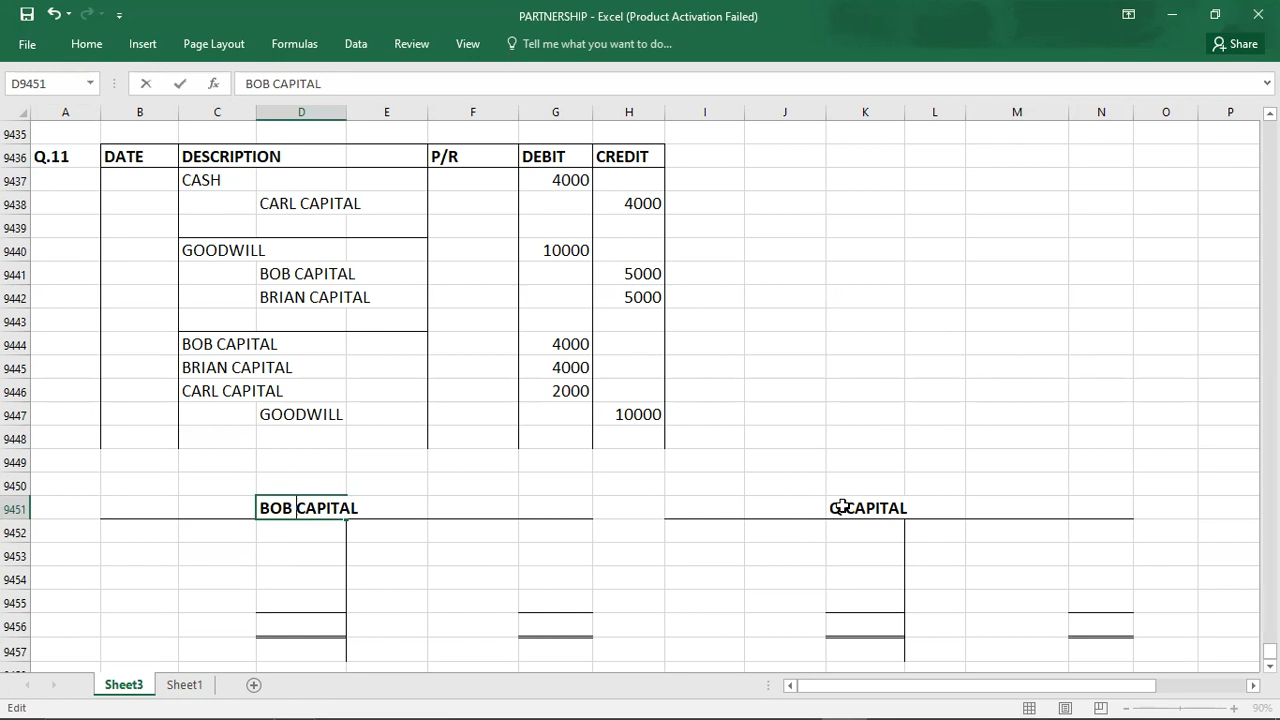 PARTNERSHIP - Excel (Product Activation Failed)
File Home Insert Page Layout Formulas Data Review View Tell me what you want to do... Share
D9451 fx BOB CAPITAL
A B C D E F G H I J K L M N O P
9435
9436 Q.11 DATE DESCRIPTION P/R DEBIT CREDIT
9437 CASH 4000
9438 CARL CAPITAL 4000
9439
9440 GOODWILL 10000
9441 BOB CAPITAL 5000
9442 BRIAN CAPITAL 5000
9443
9444 BOB CAPITAL 4000
9445 BRIAN CAPITAL 4000
9446 CARL CAPITAL 2000
9447 GOODWILL 10000
9448
9449
9450
9451 BOB CAPITAL CAPITAL
9452
9453
9454
9455
9456
9457
Sheet3 Sheet1
Edit 90%